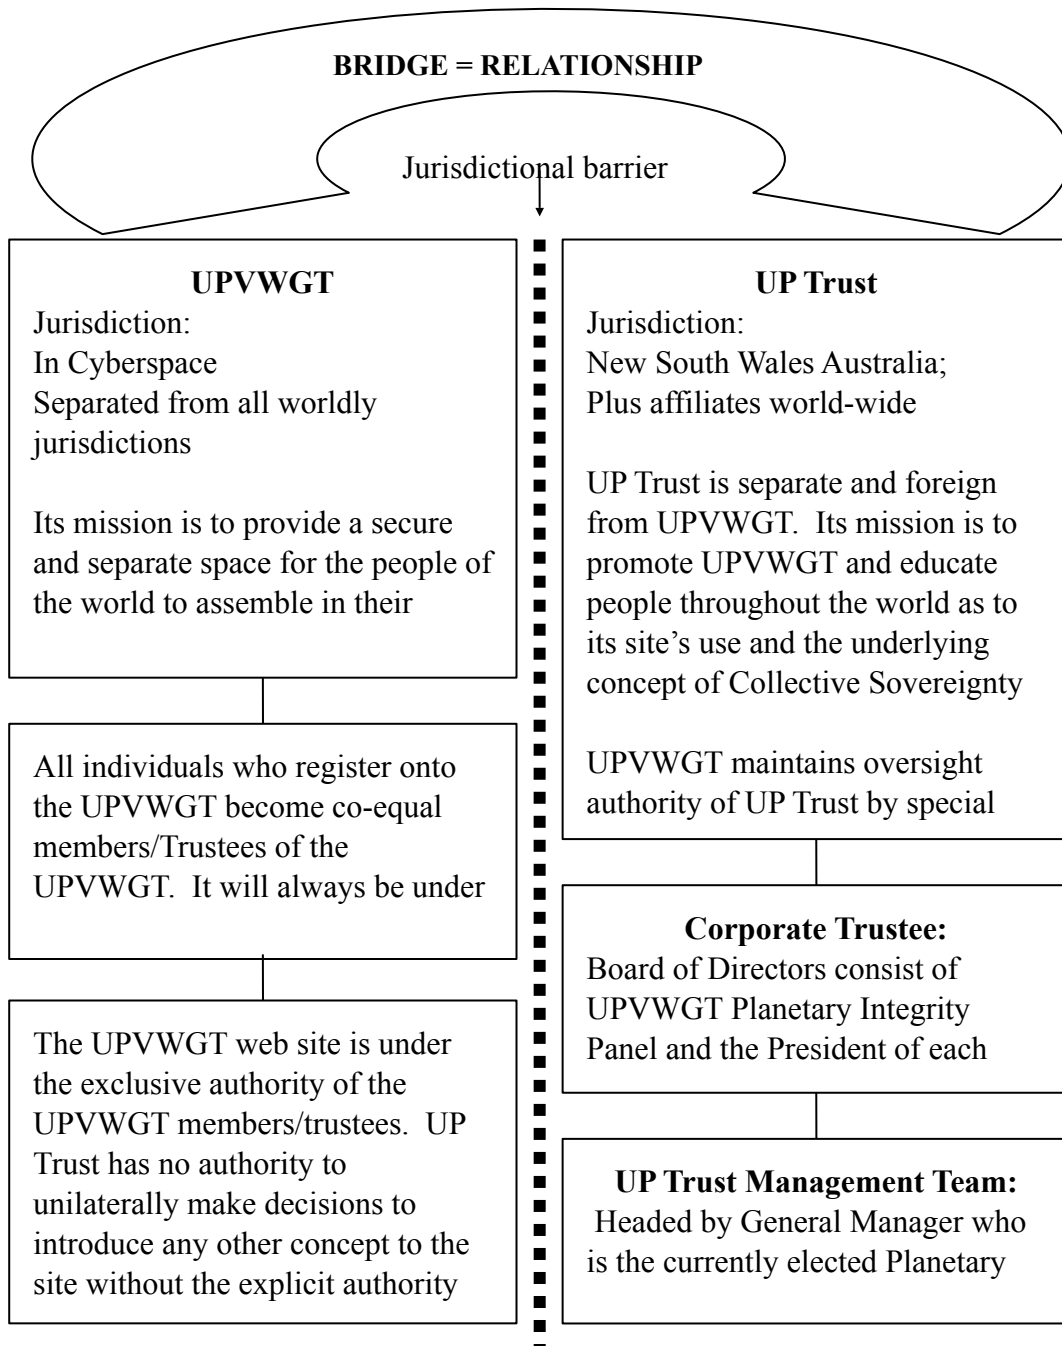 BRIDGE = RELATIONSHIP
Jurisdictional barrier
UPVWGT
Jurisdiction:
In Cyberspace
Separated from all worldly
jurisdictions
Its mission is to provide a secure
and separate space for the people of
the world to assemble in their
All individuals who register onto
the UPVWGT become co-equal
members/Trustees of the
UPVWGT.  It will always be under
The UPVWGT web site is under
the exclusive authority of the
UPVWGT members/trustees.  UP
Trust has no authority to
unilaterally make decisions to
introduce any other concept to the
site without the explicit authority
UP Trust
Jurisdiction:
New South Wales Australia;
Plus affiliates world-wide
UP Trust is separate and foreign
from UPVWGT.  Its mission is to
promote UPVWGT and educate
people throughout the world as to
its site’s use and the underlying
concept of Collective Sovereignty
UPVWGT maintains oversight
authority of UP Trust by special
Corporate Trustee:
Board of Directors consist of
UPVWGT Planetary Integrity
Panel and the President of each
UP Trust Management Team:
Headed by General Manager who
is the currently elected Planetary